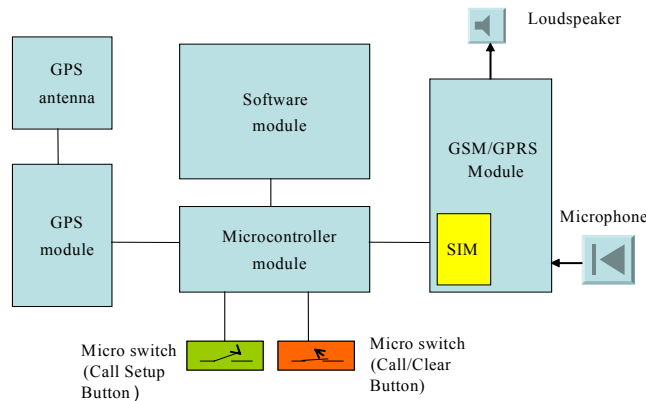 Loudspeaker
GPS
antenna
Software
module
GSM/GPRS
Module
GPS
module
Microcontroller
module
SIM
Microphone
Micro switch
(Call Setup
Button )
Micro switch
(Call/Clear
Button)